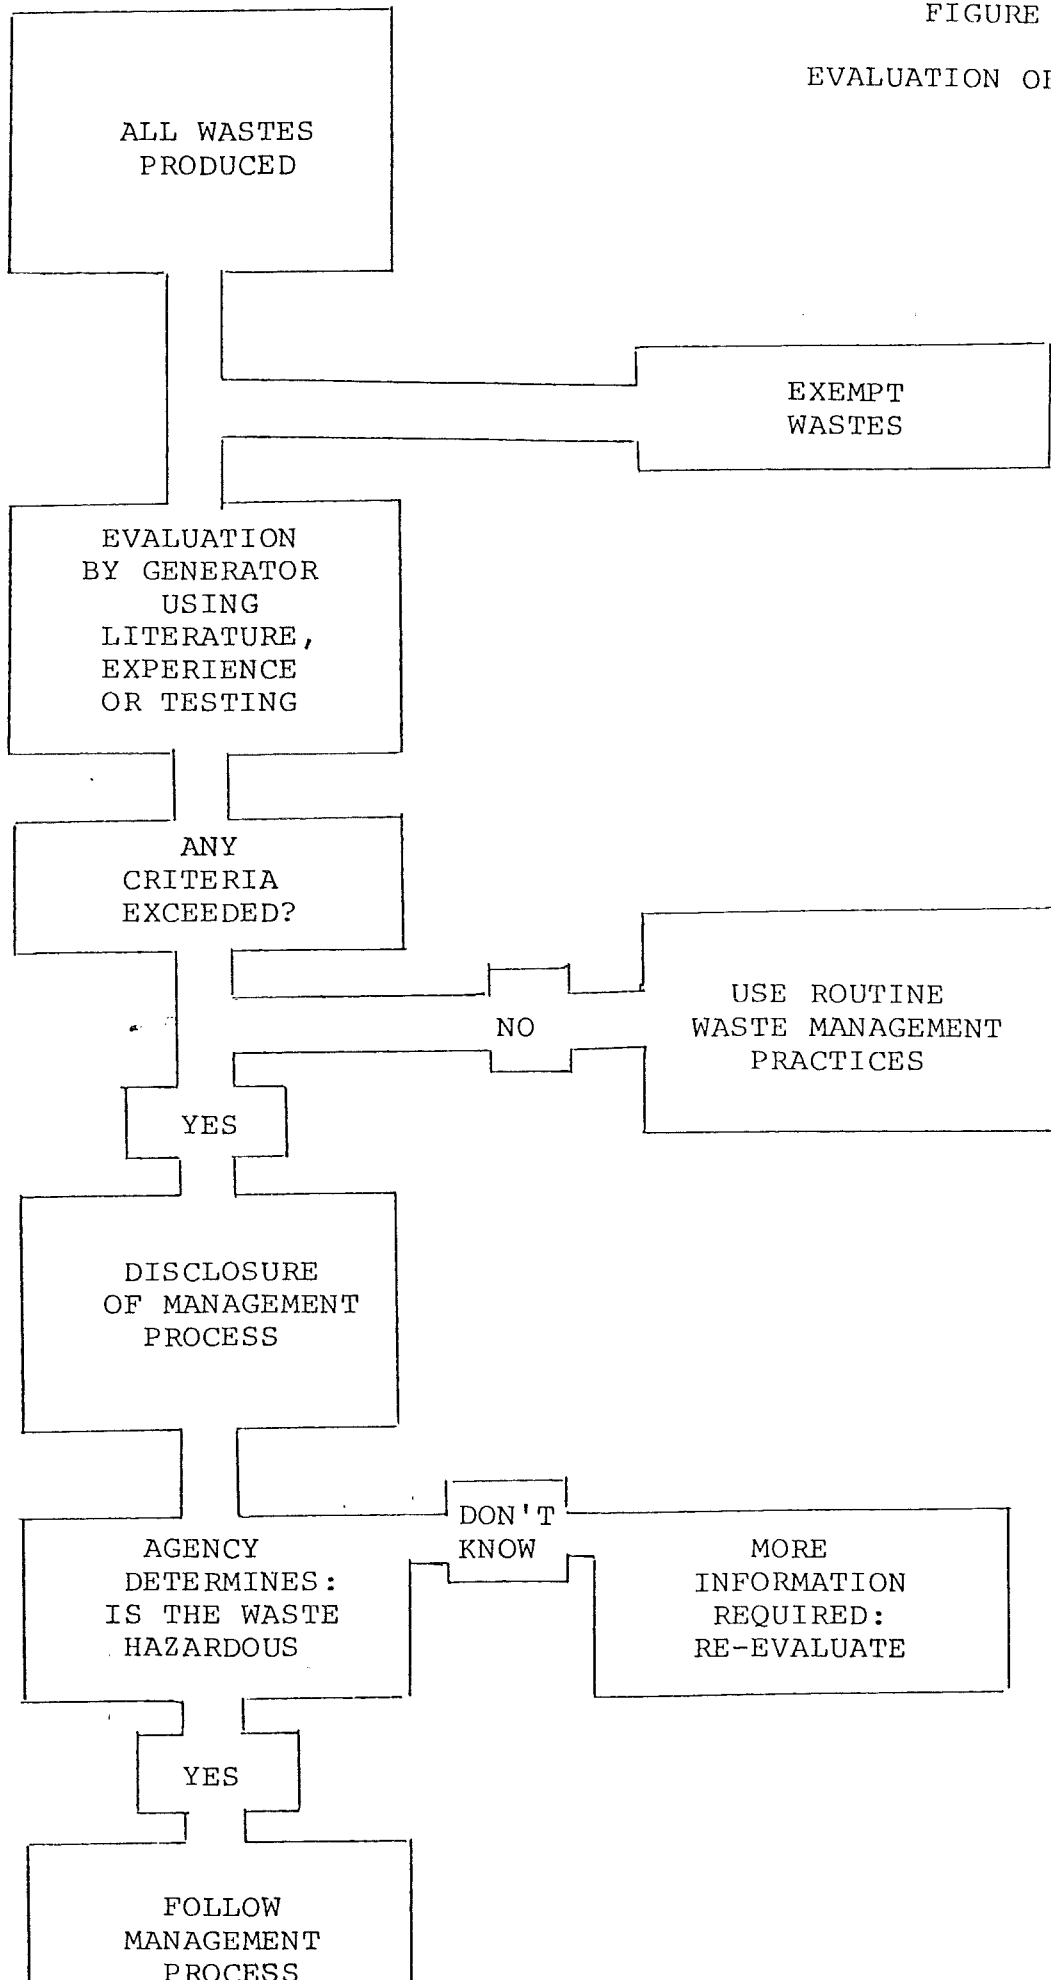 FIGURE
EVALUATION OF
ALL WASTES
PRODUCED
EXEMPT
WASTES
EVALUATION
BY GENERATOR
USING
LITERATURE,
EXPERIENCE
OR TESTING
ANY
CRITERIA
EXCEEDED?
NO
USE ROUTINE
WASTE MANAGEMENT
PRACTICES
YES
DISCLOSURE
OF MANAGEMENT
PROCESS
AGENCY
DETERMINES:
IS THE WASTE
HAZARDOUS
DON'T
KNOW
MORE
INFORMATION
REQUIRED:
RE-EVALUATE
YES
FOLLOW
MANAGEMENT
PROCESS